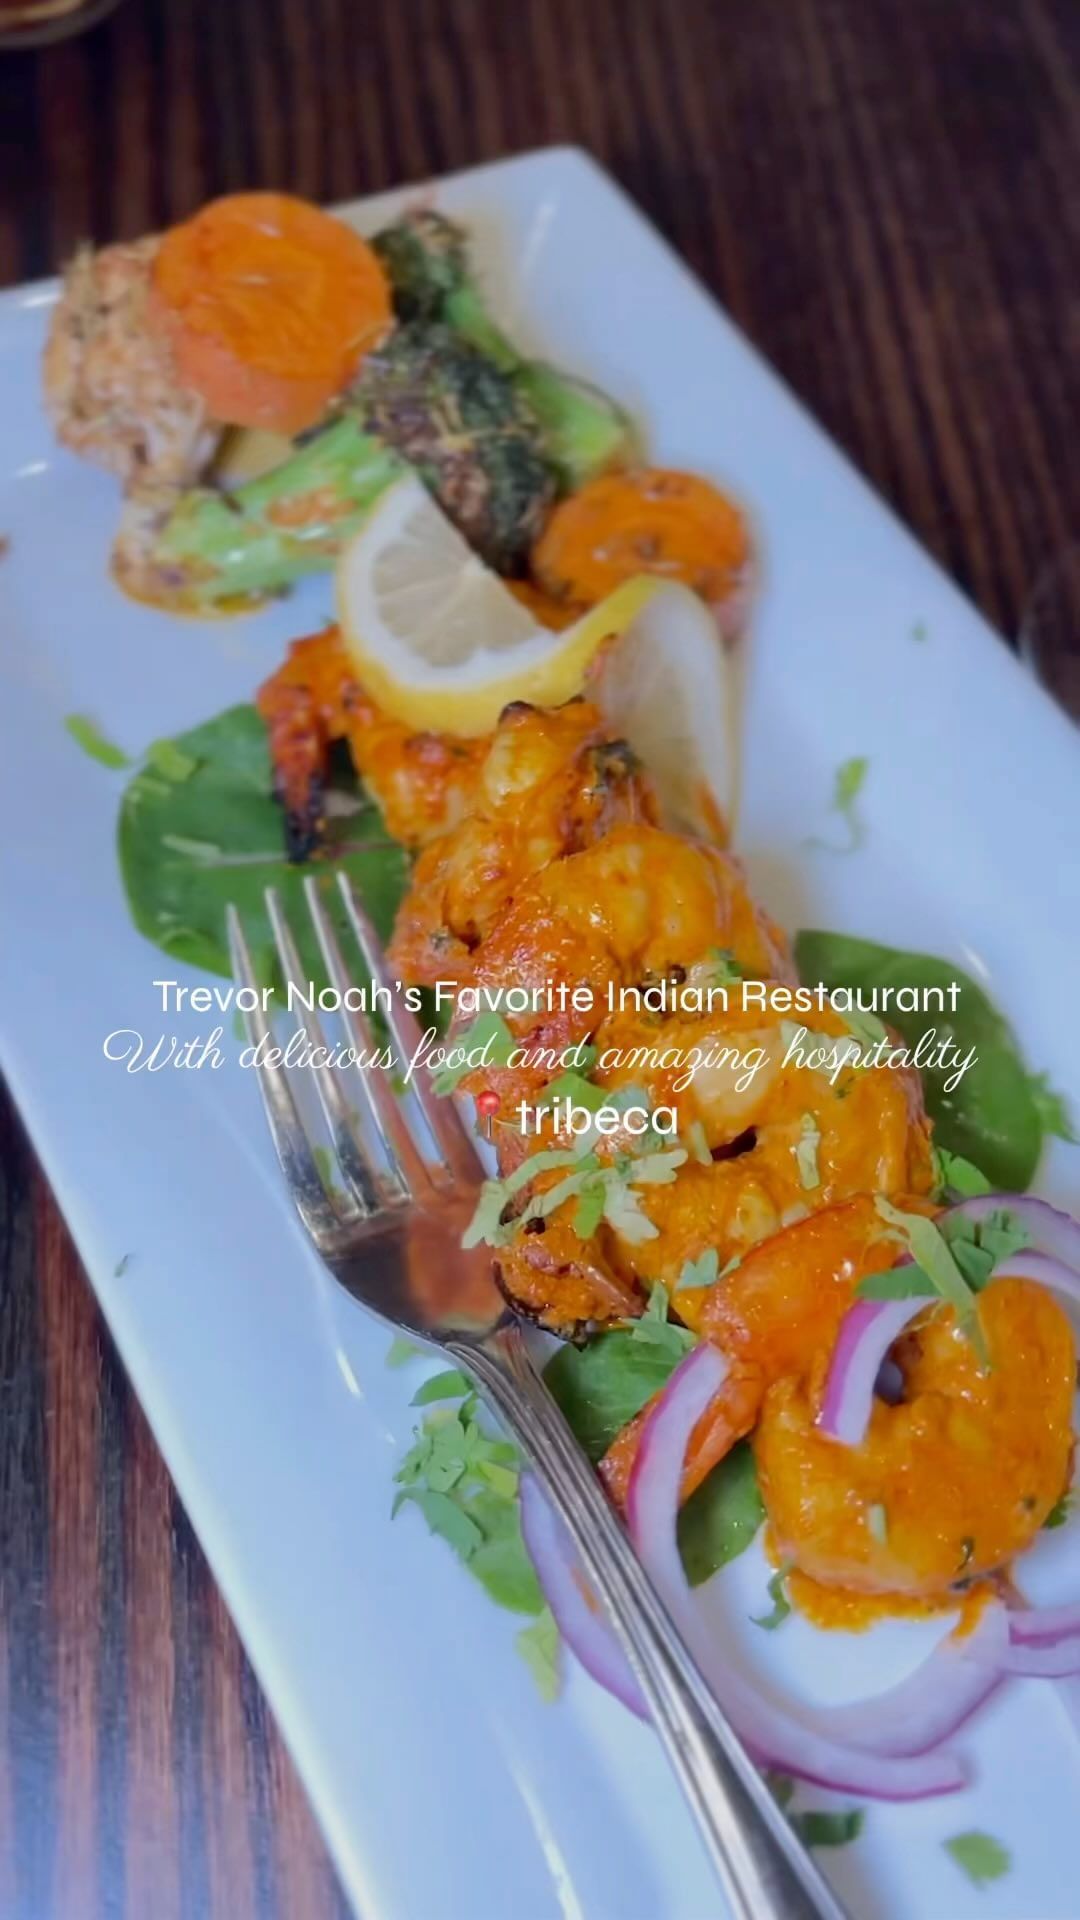 Trevor Noah’s Favorite Indian Restaurant
With delicious food and amazing hospitality
📍tribeca